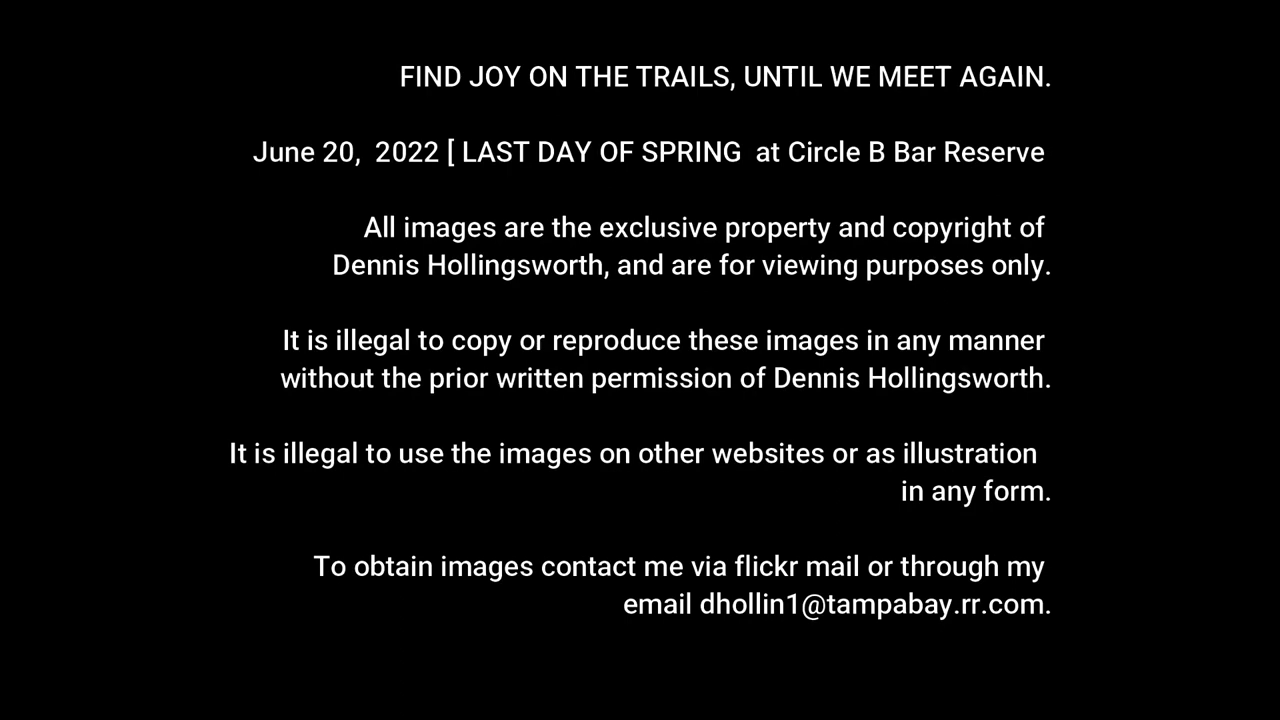 FIND JOY ON THE TRAILS, UNTIL WE MEET AGAIN.
June 20,  2022 [ LAST DAY OF SPRING  at Circle B Bar Reserve
All images are the exclusive property and copyright of
Dennis Hollingsworth, and are for viewing purposes only.
It is illegal to copy or reproduce these images in any manner
without the prior written permission of Dennis Hollingsworth.
It is illegal to use the images on other websites or as illustration
in any form.
To obtain images contact me via flickr mail or through my
email dhollin1@tampabay.rr.com.